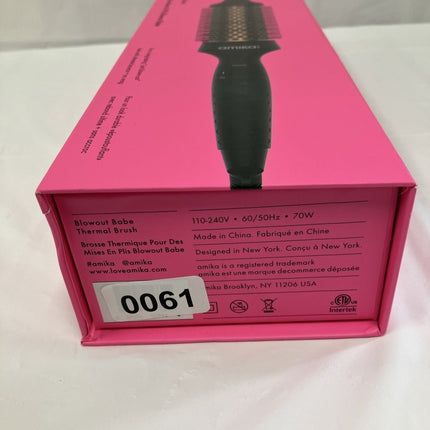 amika:
Blowout Babe
Thermal Brush
Brosse Thermique Pour Des
Mises En Plis Blowout Babe
#amika @amika
www.loveamika.com
110-240V • 60/50Hz • 70W
Made in China. Fabriqué en Chine
Designed in New York. Conçu à New York.
amika is a registered trademark
amika est une marque decommerce déposée
Brooklyn, NY 11206 USA
0061
Intertek